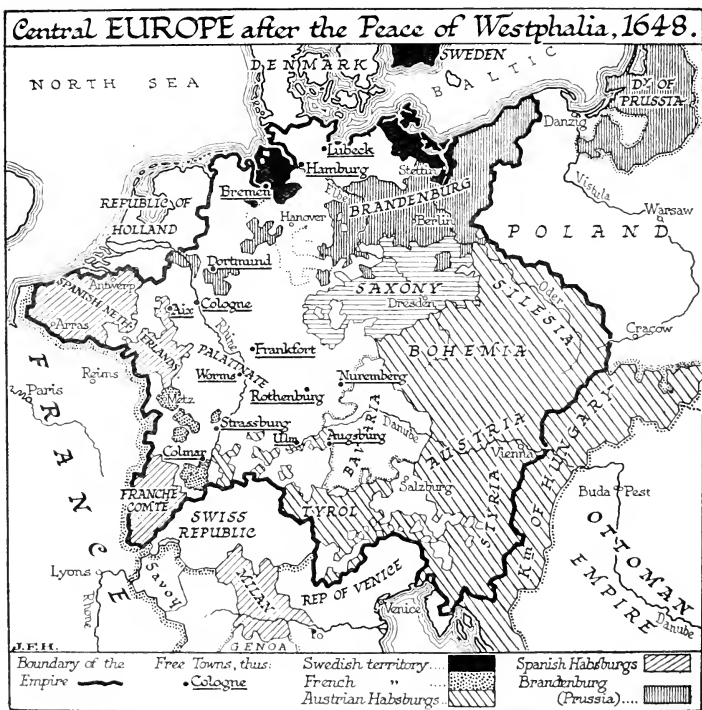 Central EUROPE after the Peace of Westphalia, 1648.
SWEDEN
DENMARK
BALTIC
NORTH SEA
DY. OF
PRUSSIA
Danzig
Lübeck
Hamburg
Stettin
Bremen
Elbe
BRANDENBURG
Vistula
REPUBLIC OF
HOLLAND
Hanover
Berlin
Warsaw
POLAND
Dortmund
Antwerp
SPANISH NETH
ERLANDS
SAXONY
Dresden
Oder
SILESIA
Aix
Cologne
Arras
Rhine
PALATINATE
Frankfort
BOHEMIA
Cracow
Reims
Worms
Nuremberg
Paris
Rothenburg
Metz
FRANCE
Strassburg
Ulm
Augsburg
BAVARIA
Danube
AUSTRIA
Vienna
Colmar
Salzburg
Buda
Pest
FRANCHE
COMTE
SWISS
REPUBLIC
TYROL
STYRIA
Km OF HUNGARY
OTTOMAN
EMPIRE
Lyons
Savoy
MILAN
REP OF VENICE
Venice
Danube
Rhone
Po
GENOA
J.F.H.
Boundary of the
Empire
Free Towns, thus:
Cologne
Swedish territory....
French „ ....
Austrian Habsburgs..
Spanish Habsburgs
Brandenburg
(Prussia)....